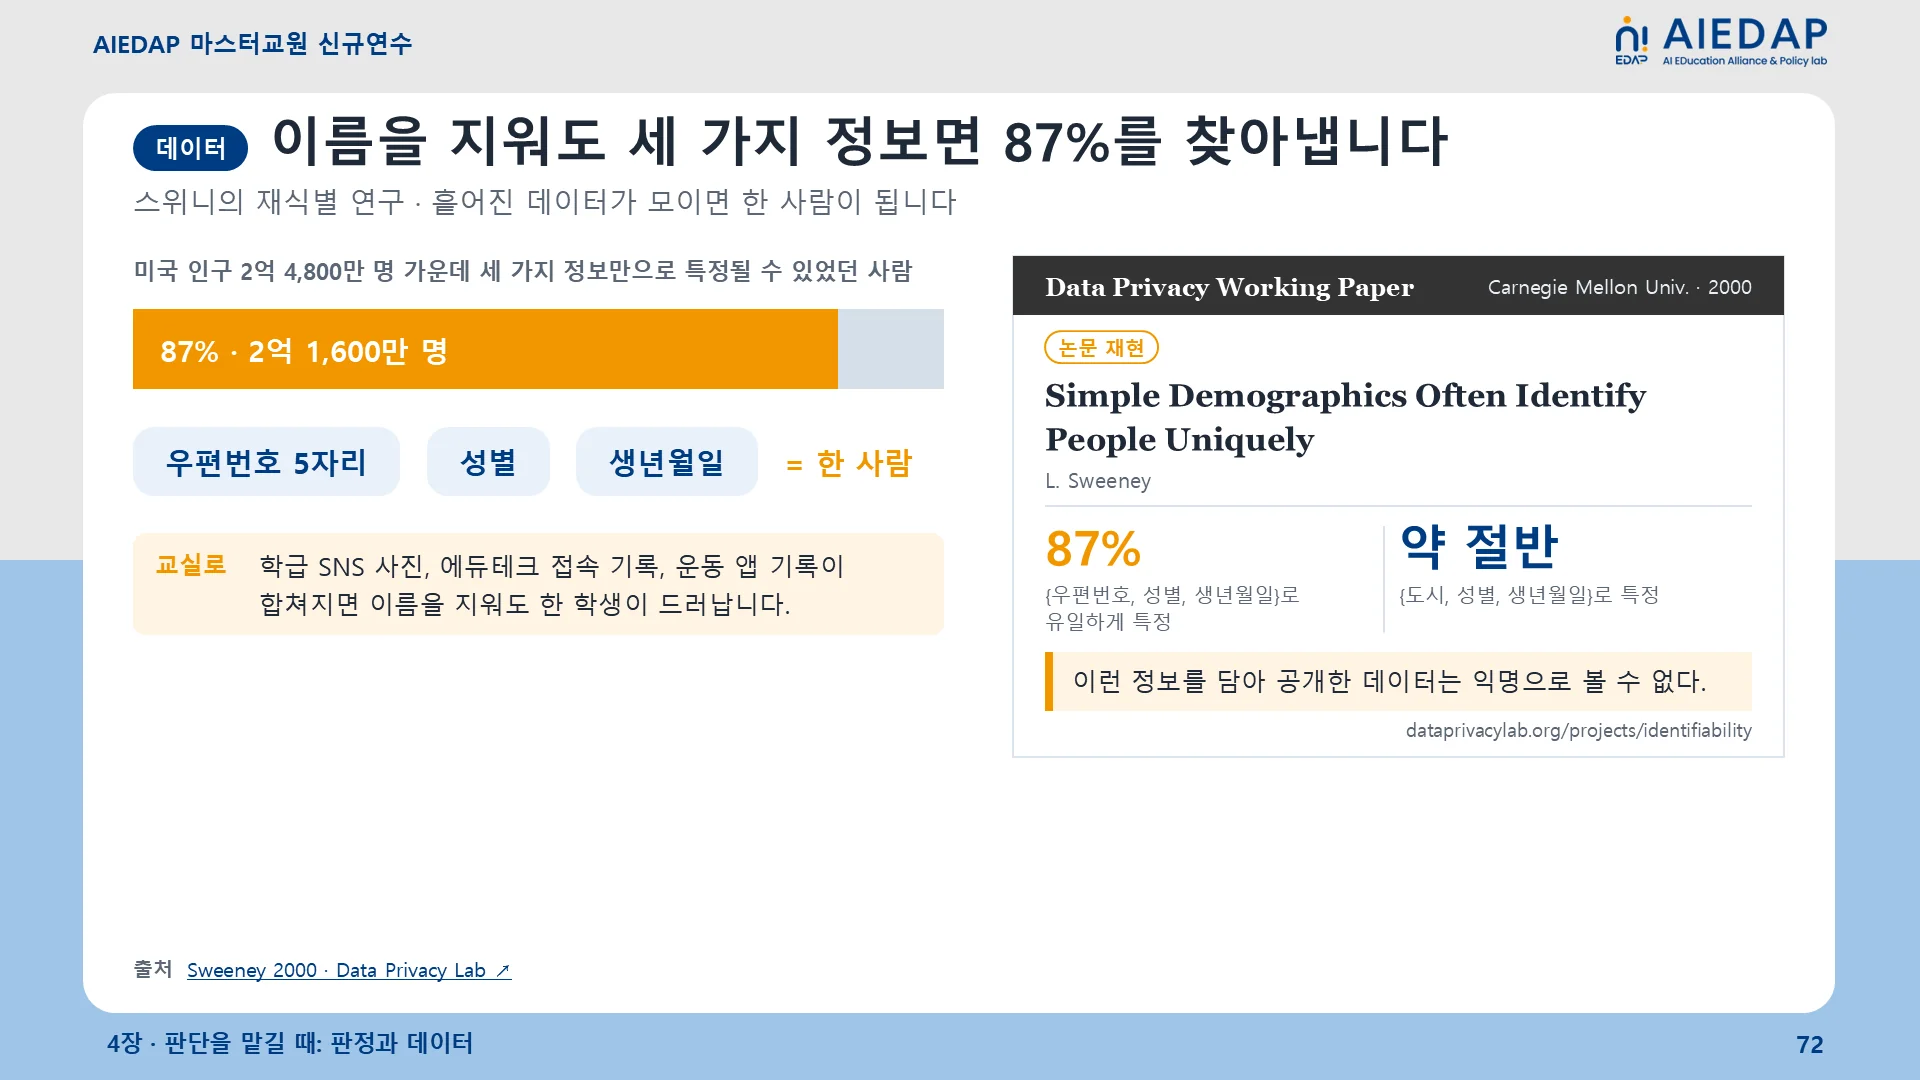 AIEDAP 마스터교원 신규연수
EDAP
AIEDAP
AI EDucation Alliance & Policy lab
데이터
이름을 지워도 세 가지 정보면 87%를 찾아냅니다
스위니의 재식별 연구 · 흩어진 데이터가 모이면 한 사람이 됩니다
미국 인구 2억 4,800만 명 가운데 세 가지 정보만으로 특정될 수 있었던 사람
87% · 2억 1,600만 명
우편번호 5자리
성별
생년월일
= 한 사람
교실로
학급 SNS 사진, 에듀테크 접속 기록, 운동 앱 기록이
합쳐지면 이름을 지워도 한 학생이 드러납니다.
Data Privacy Working Paper
Carnegie Mellon Univ. · 2000
논문 재현
Simple Demographics Often Identify
People Uniquely
L. Sweeney
87%
{우편번호, 성별, 생년월일}로
유일하게 특정
약 절반
{도시, 성별, 생년월일}로 특정
이런 정보를 담아 공개한 데이터는 익명으로 볼 수 없다.
dataprivacylab.org/projects/identifiability
출처
Sweeney 2000 · Data Privacy Lab ↗
4장 · 판단을 맡길 때: 판정과 데이터
72